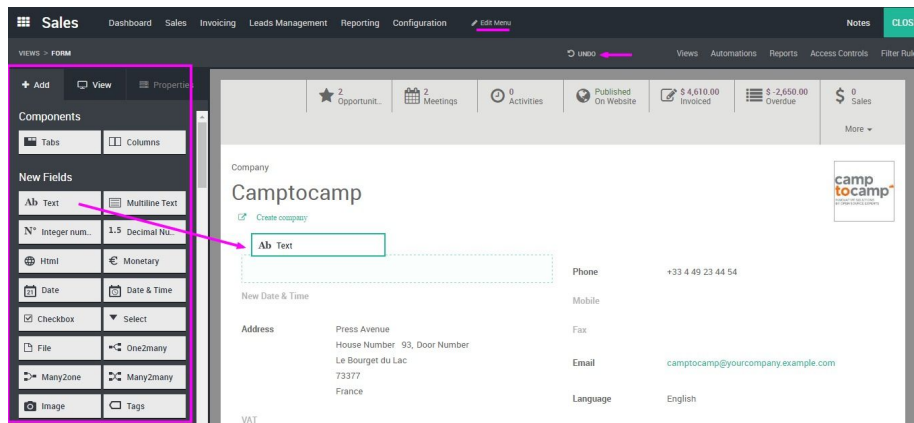 Sales
Dashboard Sales Invoicing Leads Management Reporting Configuration Edit Menu Notes CLOS
VIEWS > FORM UNDO Views Automations Reports Access Controls Filter Rul
+ Add View Properties
Components
Tabs Columns
New Fields
Ab Text Multiline Text
N° Integer num... 1.5 Decimal Nu...
Html € Monetary
21 Date Date & Time
Checkbox Select
File One2many
Many2one Many2many
Image Tags
2 Opportunit...
2 Meetings
0 Activities
Published On Website
$ 4,610.00 Invoiced
$ -2,650.00 Overdue
$ 0 Sales
More
Company
Camptocamp
camp
tocamp
Create company
Ab Text
Phone +33 4 49 23 44 54
New Date & Time
Mobile
Address Press Avenue
House Number 93, Door Number
Le Bourget du Lac
73377
France
Fax
Email camptocamp@yourcompany.example.com
Language English
VAT